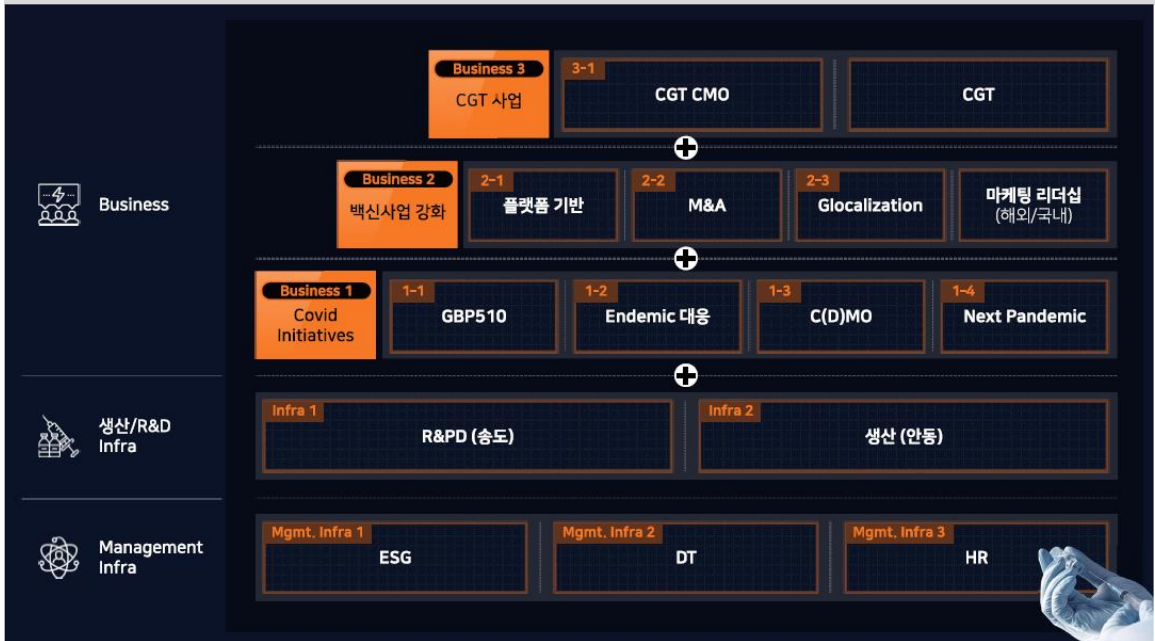 Business
Business 3
CGT 사업
3-1
CGT CMO
CGT
Business 2
백신사업 강화
2-1
플랫폼 기반
2-2
M&A
2-3
Glocalization
마케팅 리더십
(해외/국내)
Business 1
Covid
Initiatives
1-1
GBP510
1-2
Endemic 대응
1-3
C(D)MO
1-4
Next Pandemic
생산/R&D
Infra
Infra 1
R&PD (송도)
Infra 2
생산 (안동)
Management
Infra
Mgmt. Infra 1
ESG
Mgmt. Infra 2
DT
Mgmt. Infra 3
HR